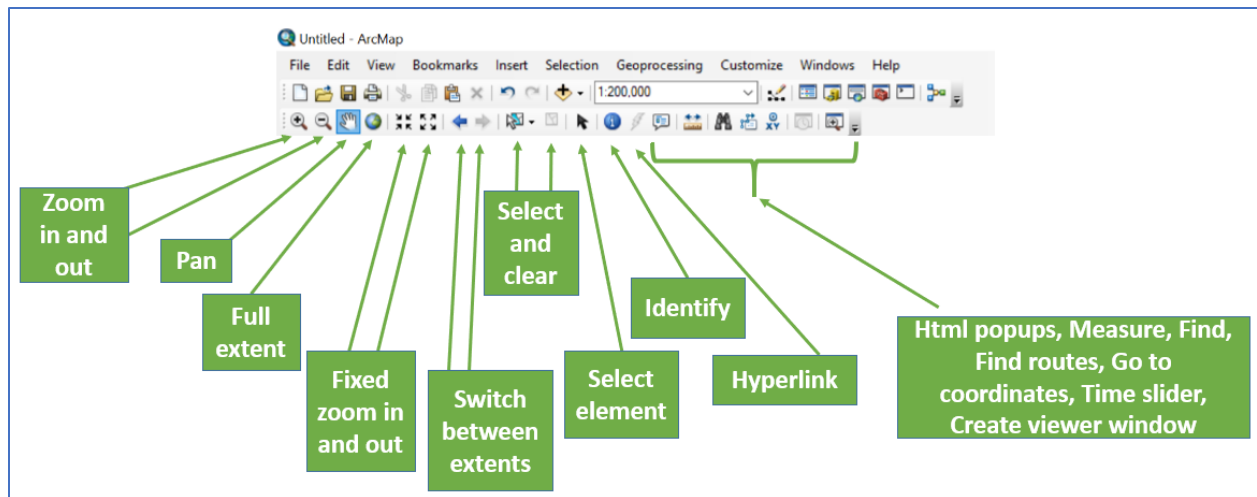 Untitled - ArcMap
File Edit View Bookmarks Insert Selection Geoprocessing Customize Windows Help
1:200,000
XY
Zoom
in and
out
Pan
Full
extent
Fixed
zoom in
and out
Switch
between
extents
Select
and
clear
Select
element
Identify
Hyperlink
Html popups, Measure, Find,
Find routes, Go to
coordinates, Time slider,
Create viewer window